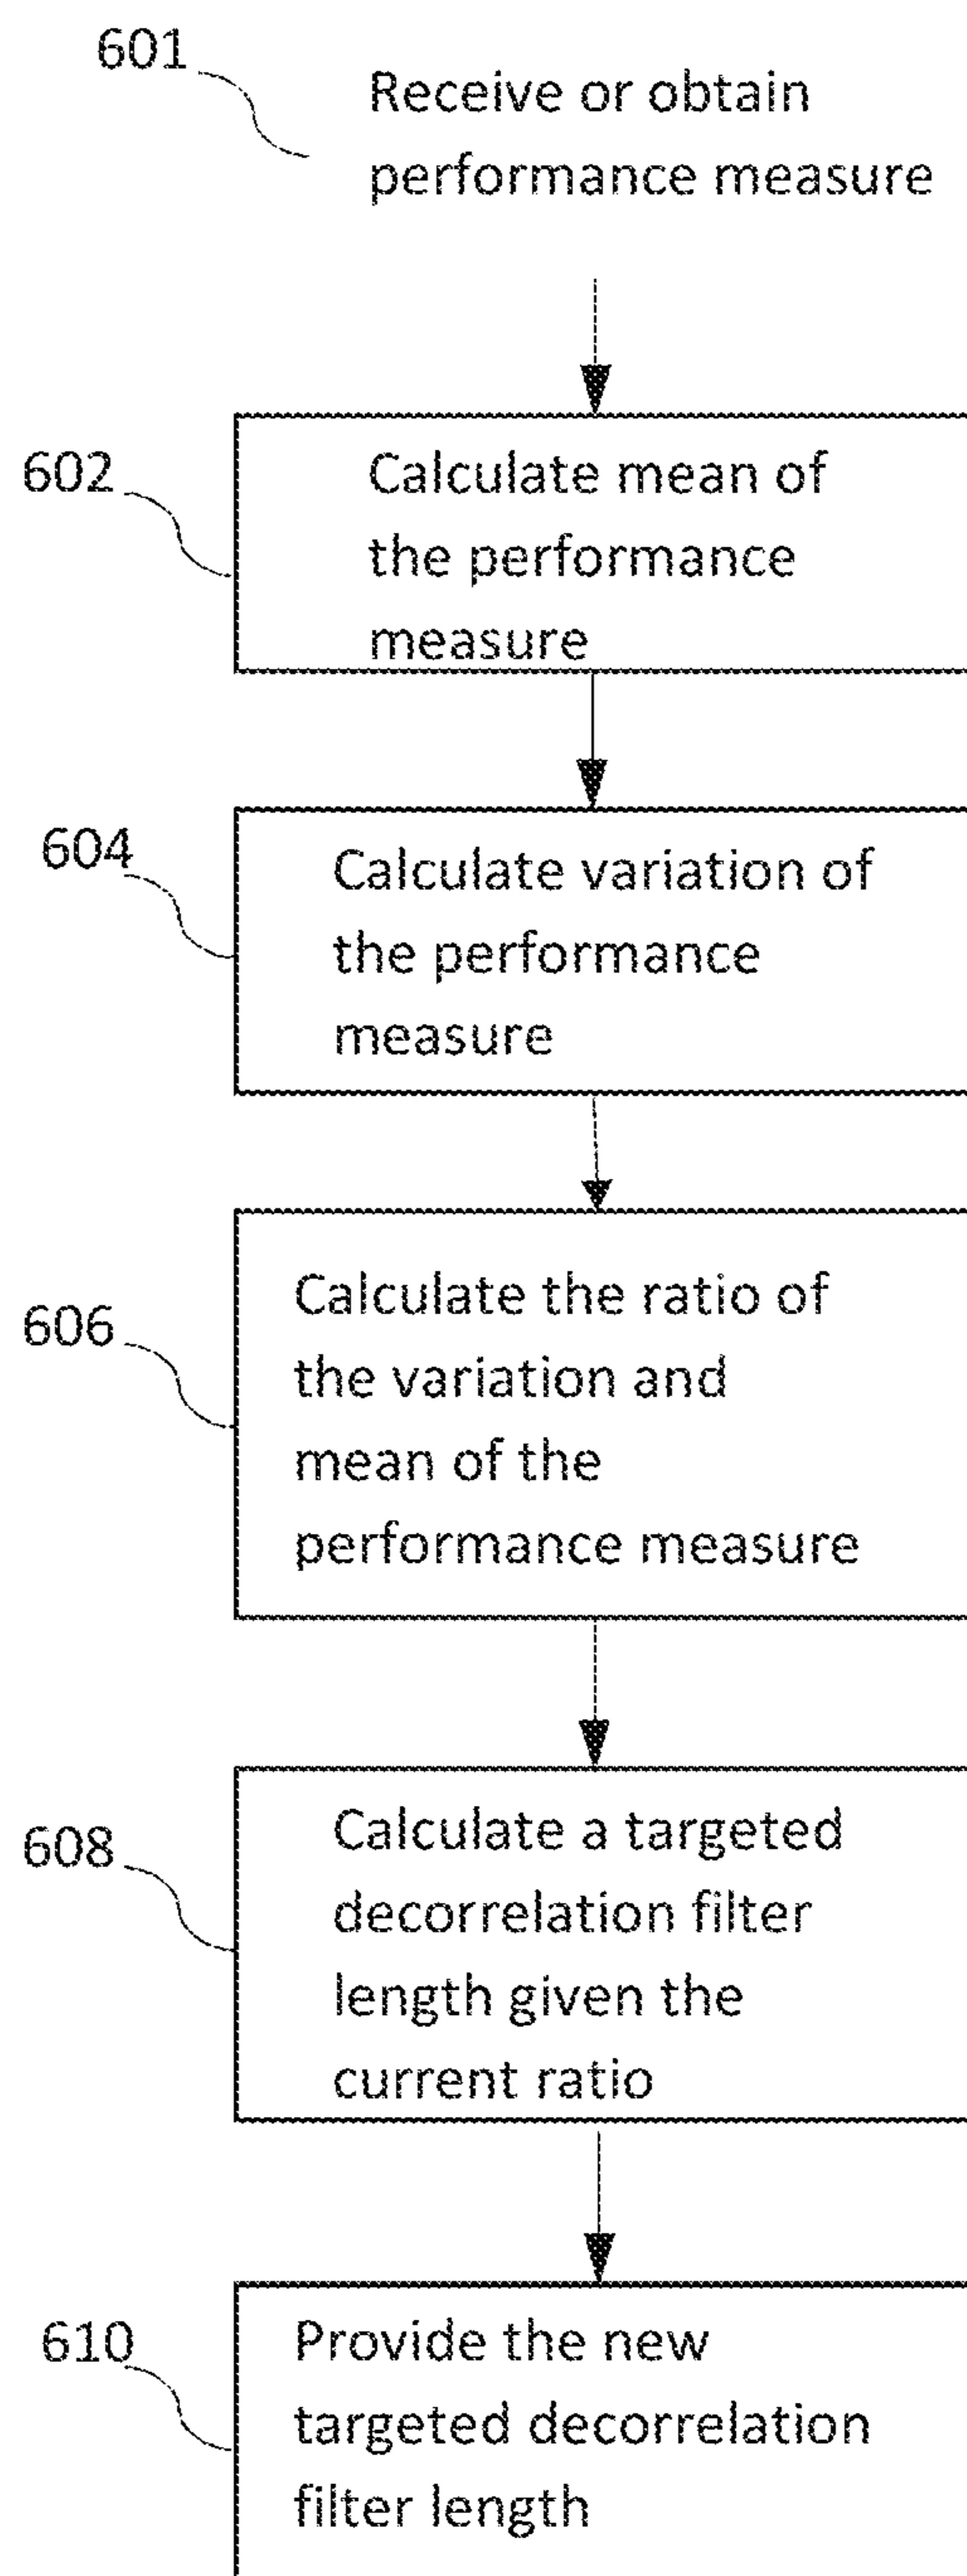 601
Receive or obtain
performance measure
602
Calculate mean of
the performance
measure
604
Calculate variation of
the performance
measure
606
Calculate the ratio of
the variation and
mean of the
performance measure
608
Calculate a targeted
decorrelation filter
length given the
current ratio
610
Provide the new
targeted decorrelation
filter length